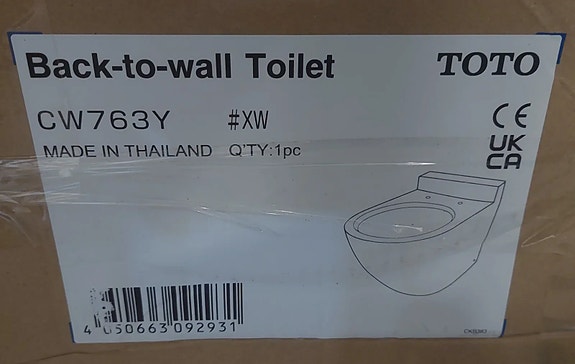 Back-to-wall Toilet TOTO
CW763Y #XW
CE
MADE IN THAILAND Q'TY:1pc
UK
CA
4 050663 092931